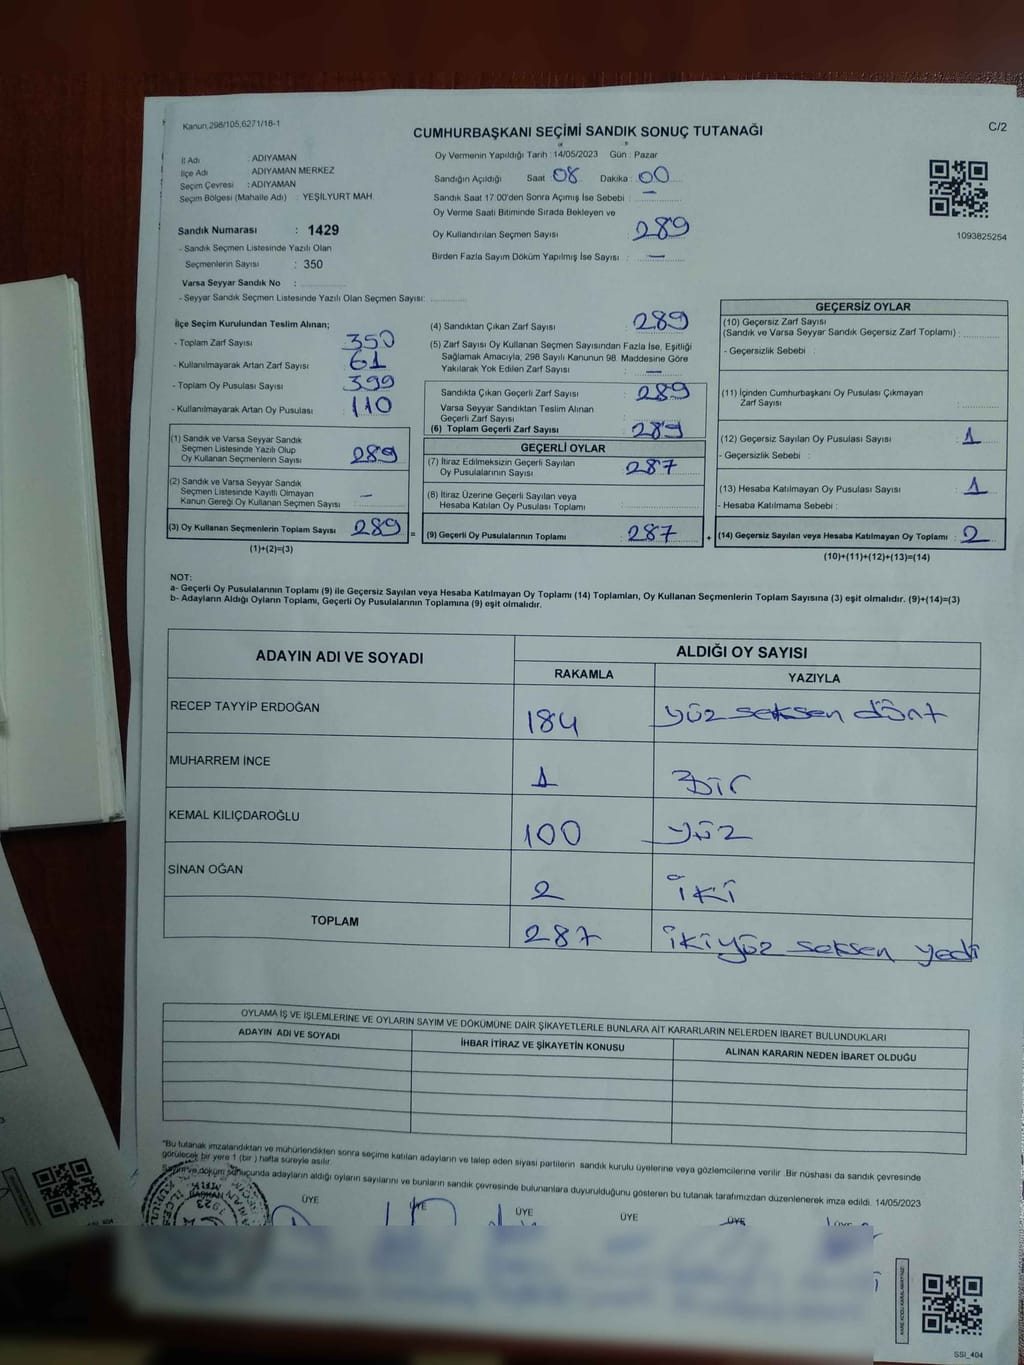 Kanun,298/105,6271/18-1
CUMHURBAŞKANI SEÇİMİ SANDIK SONUÇ TUTANAĞI
C/2
İl Adı : ADIYAMAN
İlçe Adı ADIYAMAN MERKEZ
Seçim Çevresi : ADIYAMAN
Seçim Bölgesi (Mahalle Adı) : YEŞİLYURT MAH.
Sandık Numarası : 1429
- Sandık Seçmen Listesinde Yazılı Olan
Seçmenlerin Sayısı : 350
Varsa Seyyar Sandık No :
- Seyyar Sandık Seçmen Listesinde Yazılı Olan Seçmen Sayısı:
Oy Vermenin Yapıldığı Tarih 14/05/2023 Gün : Pazar
Sandığın Açıldığı Saat 08 Dakika : 00
Sandık Saat 17.00'den Sonra Açımış İse Sebebi : —
Oy Verme Saati Bitiminde Sırada Bekleyen ve
Oy Kullandırılan Seçmen Sayısı 289
Birden Fazla Sayım Döküm Yapılmış İse Sayısı : —
1093825254
İlçe Seçim Kurulundan Teslim Alınan;
- Toplam Zarf Sayısı 350
- Kullanılmayarak Artan Zarf Sayısı 61
- Toplam Oy Pusulası Sayısı 399
- Kullanılmayarak Artan Oy Pusulası 110
(1) Sandık ve Varsa Seyyar Sandık
Seçmen Listesinde Yazılı Olup
Oy Kullanan Seçmenlerin Sayısı 289
(2) Sandık ve Varsa Seyyar Sandık
Seçmen Listesinde Kayıtlı Olmayan
Kanun Gereği Oy Kullanan Seçmen Sayısı —
(3) Oy Kullanan Seçmenlerin Toplam Sayısı 289 =
(1)+(2)=(3)
(4) Sandıktan Çıkan Zarf Sayısı 289
(5) Zarf Sayısı Oy Kullanan Seçmen Sayısından Fazla İse, Eşitliği
Sağlamak Amacıyla; 298 Sayılı Kanunun 98. Maddesine Göre
Yakılarak Yok Edilen Zarf Sayısı —
Sandıkta Çıkan Geçerli Zarf Sayısı 289
Varsa Seyyar Sandıktan Teslim Alınan
Geçerli Zarf Sayısı
(6) Toplam Geçerli Zarf Sayısı 289
GEÇERLİ OYLAR
(7) İtiraz Edilmeksizin Geçerli Sayılan
Oy Pusulalarının Sayısı 287
(8) İtiraz Üzerine Geçerli Sayılan veya
Hesaba Katılan Oy Pusulası Toplamı
(9) Geçerli Oy Pusulalarının Toplamı 287 +
GEÇERSİZ OYLAR
(10) Geçersiz Zarf Sayısı
(Sandık ve Varsa Seyyar Sandık Geçersiz Zarf Toplamı) :
- Geçersizlik Sebebi :
(11) İçinden Cumhurbaşkanı Oy Pusulası Çıkmayan
Zarf Sayısı :
(12) Geçersiz Sayılan Oy Pusulası Sayısı : 1
- Geçersizlik Sebebi :
(13) Hesaba Katılmayan Oy Pusulası Sayısı : 1
- Hesaba Katılmama Sebebi :
(14) Geçersiz Sayılan veya Hesaba Katılmayan Oy Toplamı : 2
(10)+(11)+(12)+(13)=(14)
NOT:
a- Geçerli Oy Pusulalarının Toplamı (9) ile Geçersiz Sayılan veya Hesaba Katılmayan Oy Toplamı (14) Toplamları, Oy Kullanan Seçmenlerin Toplam Sayısına (3) eşit olmalıdır. (9)+(14)=(3)
b- Adayların Aldığı Oyların Toplamı, Geçerli Oy Pusulalarının Toplamına (9) eşit olmalıdır.
ADAYIN ADI VE SOYADI ALDIĞI OY SAYISI
RAKAMLA YAZIYLA
RECEP TAYYİP ERDOĞAN 184 yüz seksen dört
MUHARREM İNCE 1 Bir
KEMAL KILIÇDAROĞLU 100 yüz
SİNAN OĞAN 2 iki
TOPLAM 287 ikiyüz seksen yedi
OYLAMA İŞ VE İŞLEMLERİNE VE OYLARIN SAYIM VE DÖKÜMÜNE DAİR ŞİKAYETLERLE BUNLARA AİT KARARLARIN NELERDEN İBARET BULUNDUKLARI
ADAYIN ADI VE SOYADI İHBAR İTİRAZ VE ŞİKAYETİN KONUSU ALINAN KARARIN NEDEN İBARET OLDUĞU
"Bu tutanak imzalandıktan ve mühürlendikten sonra seçime katılan adayların ve talep eden siyasi partilerin sandık kurulu üyelerine veya gözlemcilerine verilir .Bir nüshası da sandık çevresinde
görülecek bir yere 1 (bir ) hafta süreyle asılır.
Sayım ve döküm sonucunda adayların aldığı oyların sayılarını ve bunların sandık çevresinde bulunanlara duyurulduğunu gösteren bu tutanak tarafımızdan düzenlenerek imza edildi. 14/05/2023
BAŞKAN ÜYE ÜYE ÜYE ÜYE ÜYE
1923
SSI_404
SSI_404